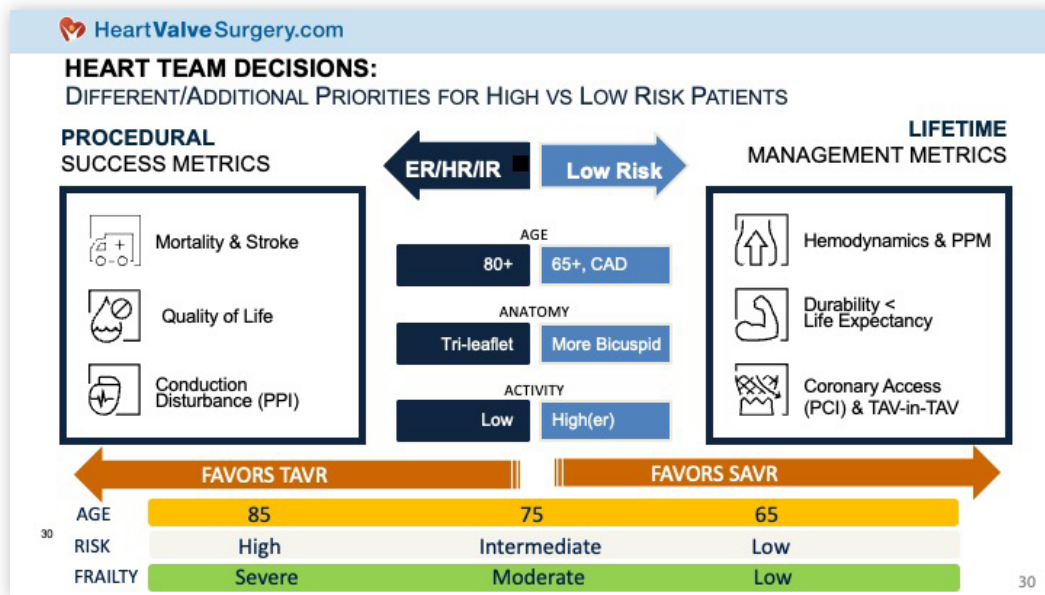 HeartValveSurgery.com
HEART TEAM DECISIONS:
DIFFERENT/ADDITIONAL PRIORITIES FOR HIGH VS LOW RISK PATIENTS
PROCEDURAL
SUCCESS METRICS
Mortality & Stroke
Quality of Life
Conduction
Disturbance (PPI)
ER/HR/IR
Low Risk
AGE
80+
65+, CAD
ANATOMY
Tri-leaflet
More Bicuspid
ACTIVITY
Low
High(er)
LIFETIME
MANAGEMENT METRICS
Hemodynamics & PPM
Durability <
Life Expectancy
Coronary Access
(PCI) & TAV-in-TAV
FAVORS TAVR
FAVORS SAVR
AGE 85 75 65
30
RISK High Intermediate Low
FRAILTY Severe Moderate Low
30